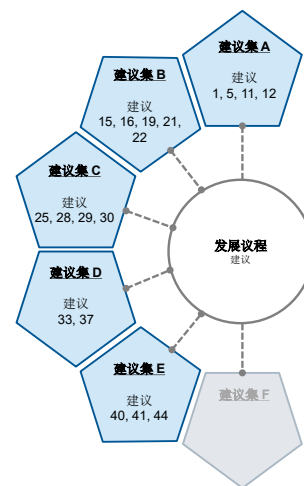 建议集 A
建议
1, 5, 11, 12
建议集 B
建议
15, 16, 19, 21,
22
建议集 C
建议
25, 28, 29, 30
建议集 D
建议
33, 37
建议集 E
建议
40, 41, 44
建议集 F
发展议程
建议